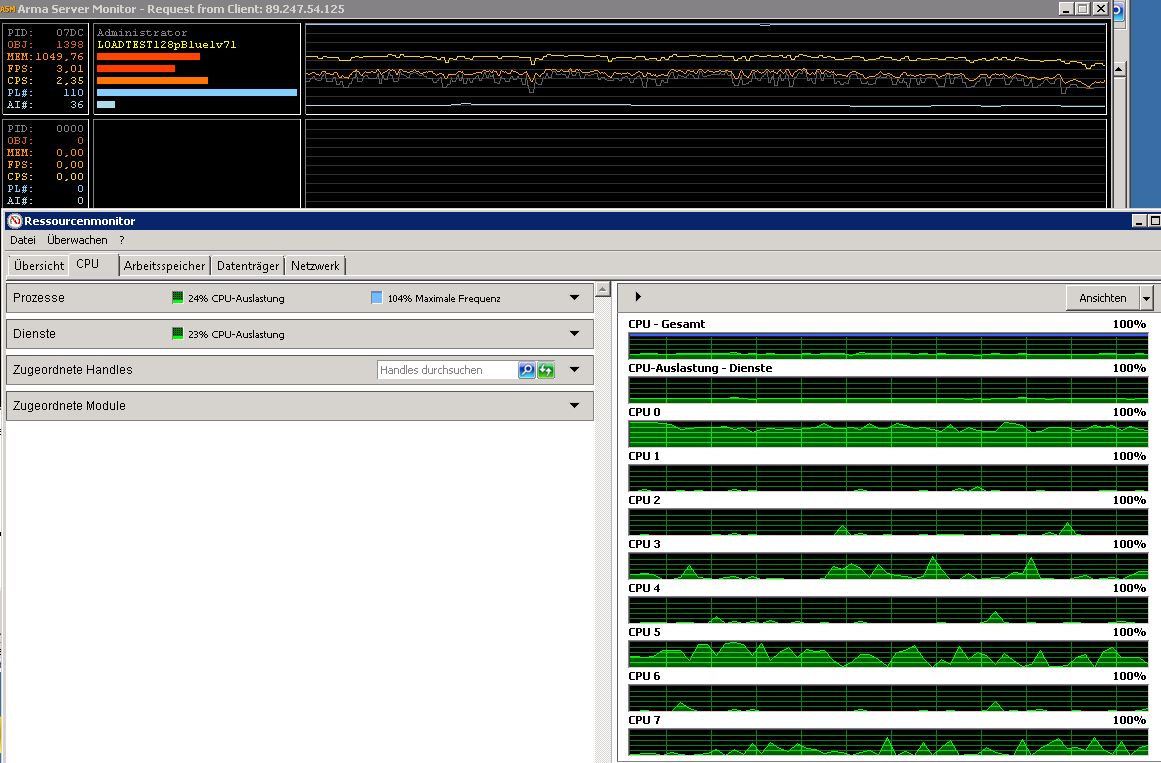 ASM Arma Server Monitor - Request from Client: 89.247.54.125
PID: 07DC Administrator
OBJ: 1398 LOADTEST128pBluelv71
MEM:1049,76
FPS: 3,01
CPS: 2,35
PL#: 110
AI#: 36
PID: 0000
OBJ: 0
MEM: 0,00
FPS: 0,00
CPS: 0,00
PL#: 0
AI#: 0
Ressourcenmonitor
Datei Überwachen ?
Übersicht CPU Arbeitsspeicher Datenträger Netzwerk
Prozesse 24% CPU-Auslastung 104% Maximale Frequenz
Dienste 23% CPU-Auslastung
Zugeordnete Handles Handles durchsuchen
Zugeordnete Module
Ansichten
CPU - Gesamt 100%
CPU-Auslastung - Dienste 100%
CPU 0 100%
CPU 1 100%
CPU 2 100%
CPU 3 100%
CPU 4 100%
CPU 5 100%
CPU 6 100%
CPU 7 100%